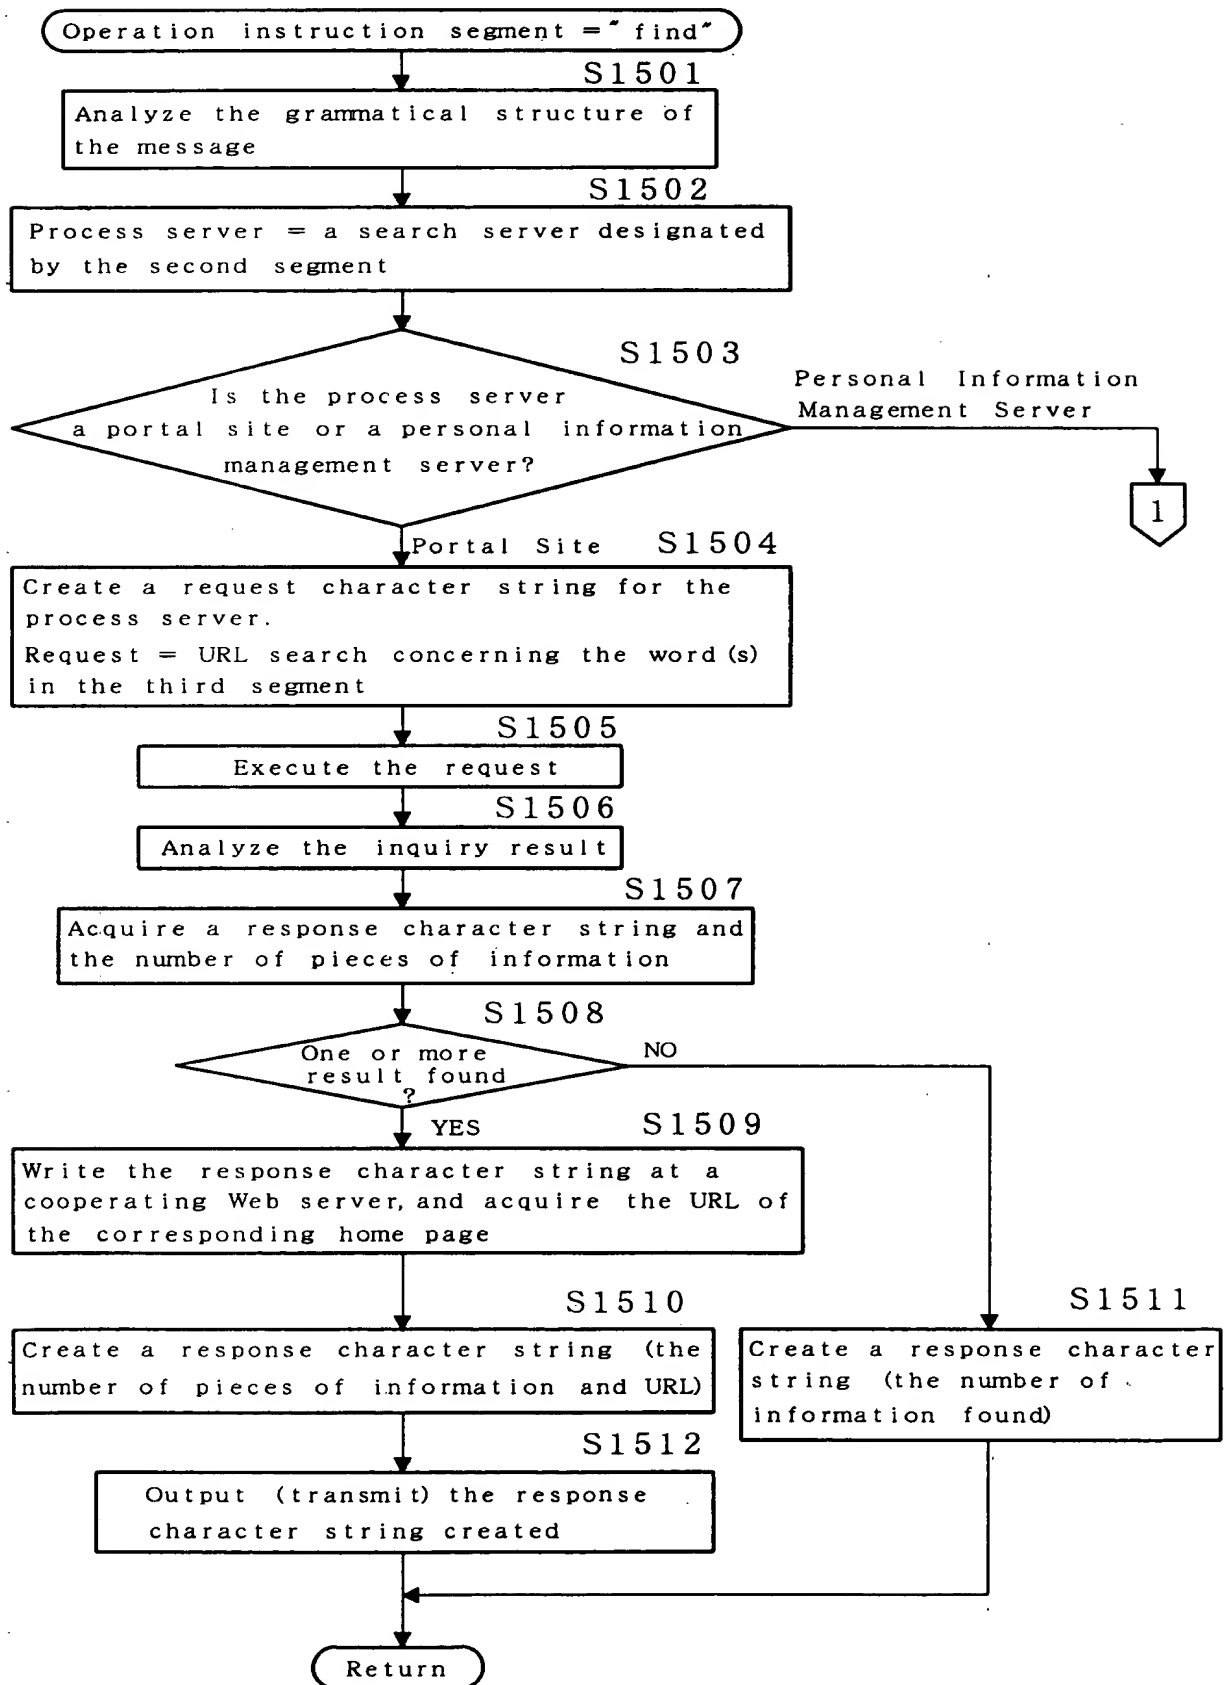 Operation instruction segment = "find"
S1501
Analyze the grammatical structure of
the message
S1502
Process server = a search server designated
by the second segment
S1503
Is the process server
a portal site or a personal information
management server?
Personal Information
Management Server
1
Portal Site
S1504
Create a request character string for the
process server.
Request = URL search concerning the word(s)
in the third segment
S1505
Execute the request
S1506
Analyze the inquiry result
S1507
Acquire a response character string and
the number of pieces of information
S1508
One or more
result found
?
NO
YES
S1509
Write the response character string at a
cooperating Web server, and acquire the URL of
the corresponding home page
S1510
Create a response character string (the
number of pieces of information and URL)
S1511
Create a response character
string (the number of
information found)
S1512
Output (transmit) the response
character string created
Return